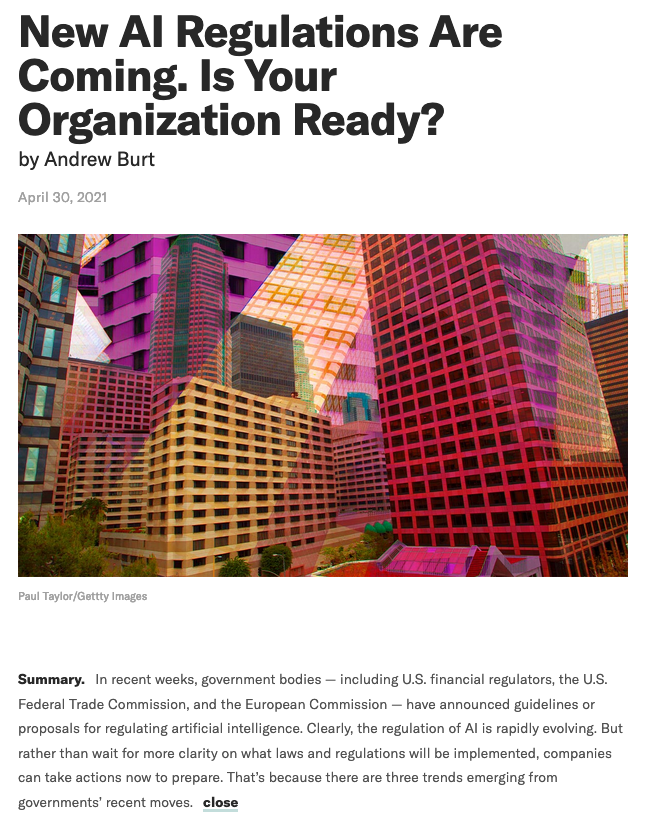 New AI Regulations Are
Coming. Is Your
Organization Ready?
by Andrew Burt
April 30, 2021
Paul Taylor/Gettty Images
Summary. In recent weeks, government bodies — including U.S. financial regulators, the U.S.
Federal Trade Commission, and the European Commission — have announced guidelines or
proposals for regulating artificial intelligence. Clearly, the regulation of AI is rapidly evolving. But
rather than wait for more clarity on what laws and regulations will be implemented, companies
can take actions now to prepare. That’s because there are three trends emerging from
governments’ recent moves. close